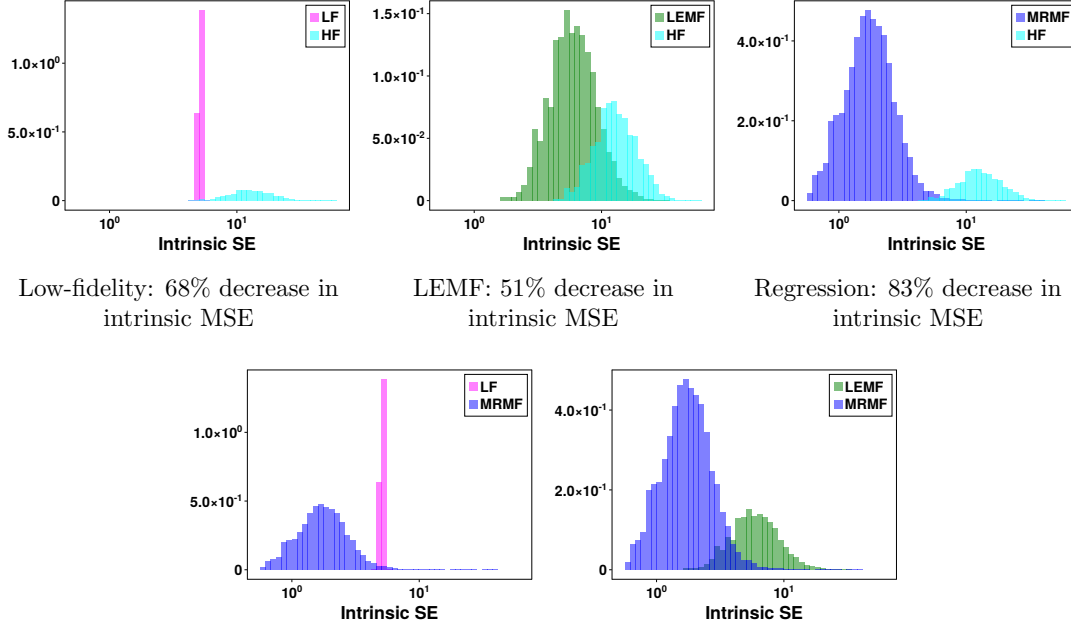 LF
HF
1.0×10⁰
5.0×10⁻¹
0
10⁰
10¹
Intrinsic SE
LEMF
HF
1.5×10⁻¹
1.0×10⁻¹
5.0×10⁻²
0
10⁰
10¹
Intrinsic SE
MRMF
HF
4.0×10⁻¹
2.0×10⁻¹
0
10⁰
10¹
Intrinsic SE
Low-fidelity: 68% decrease in
intrinsic MSE
LEMF: 51% decrease in
intrinsic MSE
Regression: 83% decrease in
intrinsic MSE
LF
MRMF
1.0×10⁰
5.0×10⁻¹
0
10⁰
10¹
Intrinsic SE
LEMF
MRMF
4.0×10⁻¹
2.0×10⁻¹
0
10⁰
10¹
Intrinsic SE